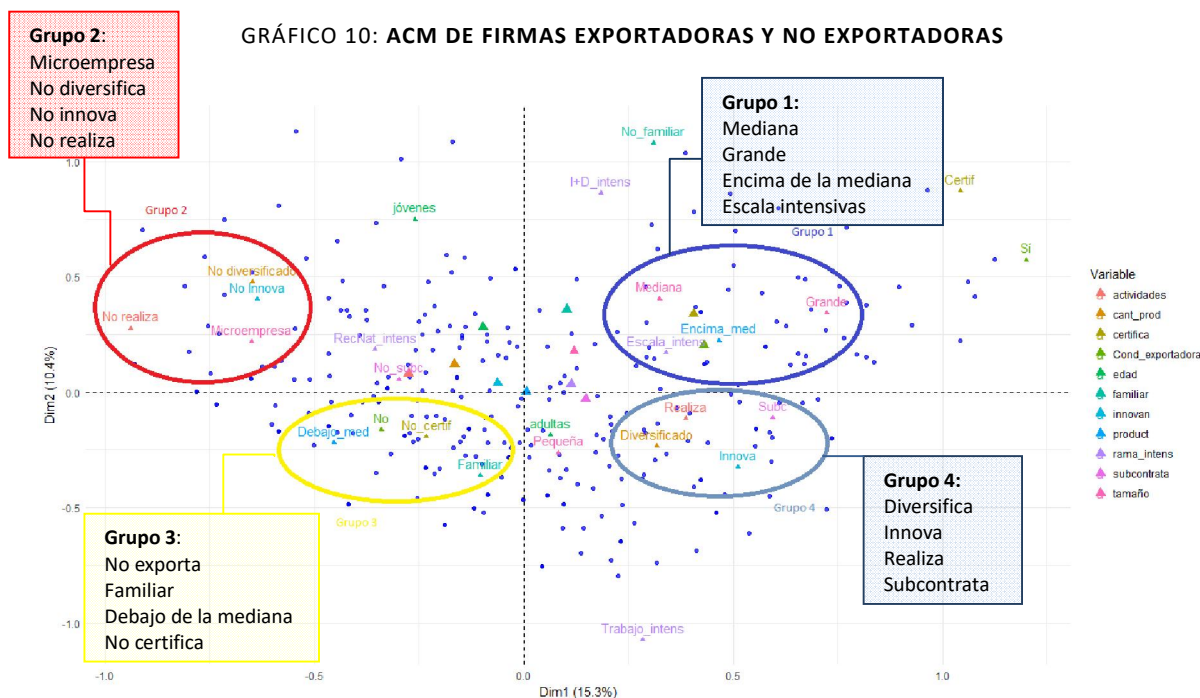 GRÁFICO 10: ACM DE FIRMAS EXPORTADORAS Y NO EXPORTADORAS
Grupo 2:
Microempresa
No diversifica
No innova
No realiza
Grupo 1:
Mediana
Grande
Encima de la mediana
Escala intensivas
No_familiar
I+D_intens
Certif
jóvenes
Grupo 2
Grupo 1
Si
No diversificado
No innova
No realiza
Microempresa
Mediana
Grande
Encima_med
Escala_intens
RecNat_intens
No_subc
No
No_certif
Debajo_med
Familiar
adultas
Pequeña
Realiza
Subc
Diversificado
Innova
Grupo 3
Grupo 4
Trabajo_intens
Grupo 3:
No exporta
Familiar
Debajo de la mediana
No certifica
Grupo 4:
Diversifica
Innova
Realiza
Subcontrata
Variable
actividades
cant_prod
certifica
Cond_exportadora
edad
familiar
innovan
product
rama_intens
subcontrata
tamaño
Dim2 (10.4%)
1.0
0.5
0.0
-0.5
-1.0
-1.0
-0.5
0.0
0.5
1.0
Dim1 (15.3%)